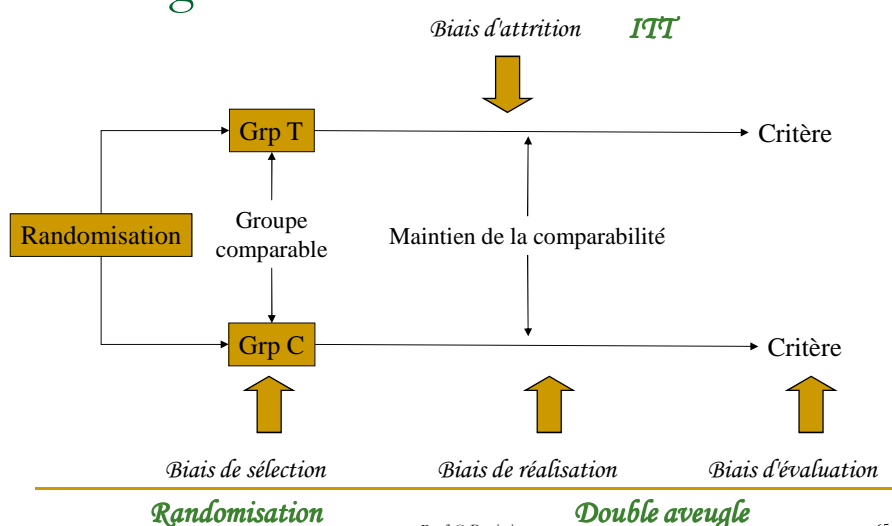 Biais d'attrition ITT
Grp T
Critère
Randomisation
Groupe
comparable
Maintien de la comparabilité
Grp C
Critère
Biais de sélection Biais de réalisation Biais d'évaluation
Randomisation Double aveugle